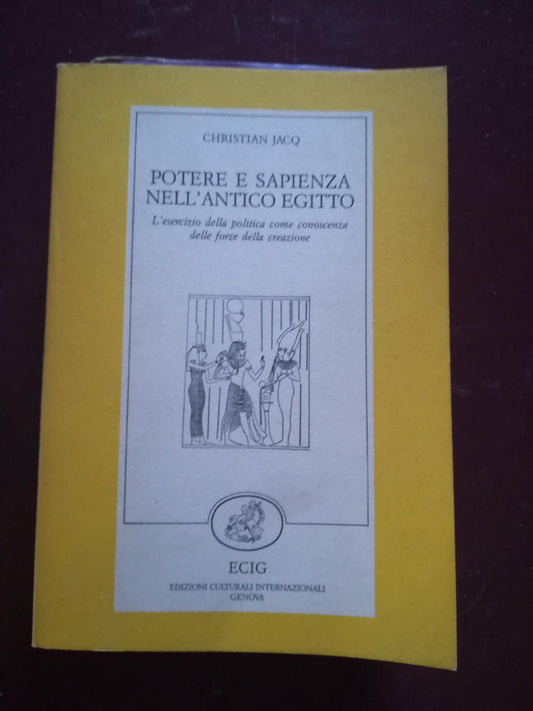 CHRISTIAN JACQ
POTERE E SAPIENZA
NELL'ANTICO EGITTO
L'esercizio della politica come conoscenza
delle forze della creazione
ECIG
EDIZIONI CULTURALI INTERNAZIONALI
GENOVA